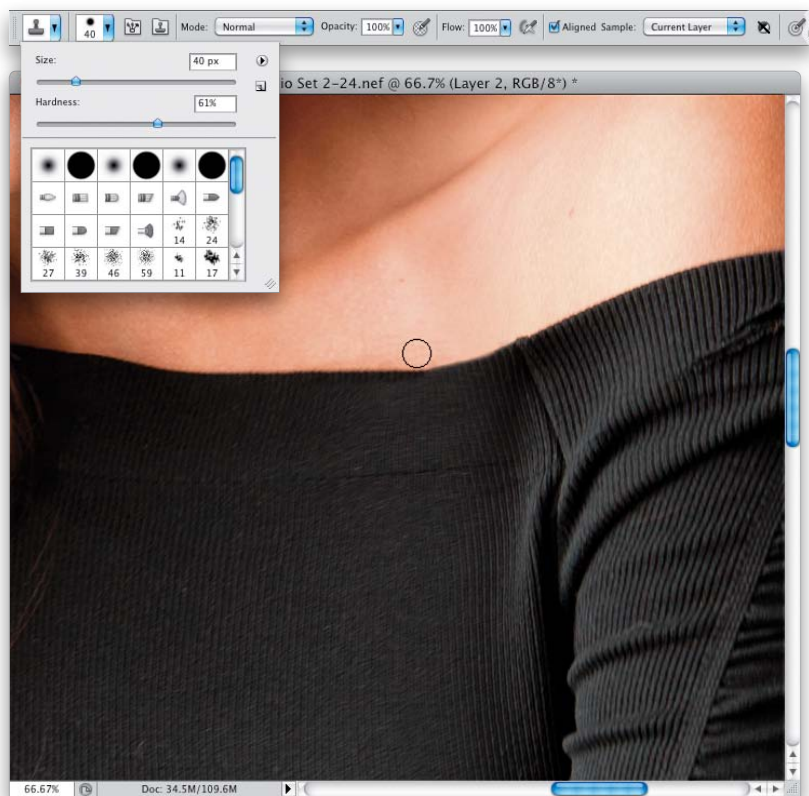 40
Mode: Normal Opacity: 100% Flow: 100% Aligned Sample: Current Layer
Size: 40 px
io Set 2-24.nef @ 66.7% (Layer 2, RGB/8*) *
Hardness: 61%
14 24
27 39 46 59 11 17
66.67% Doc: 34.5M/109.6M